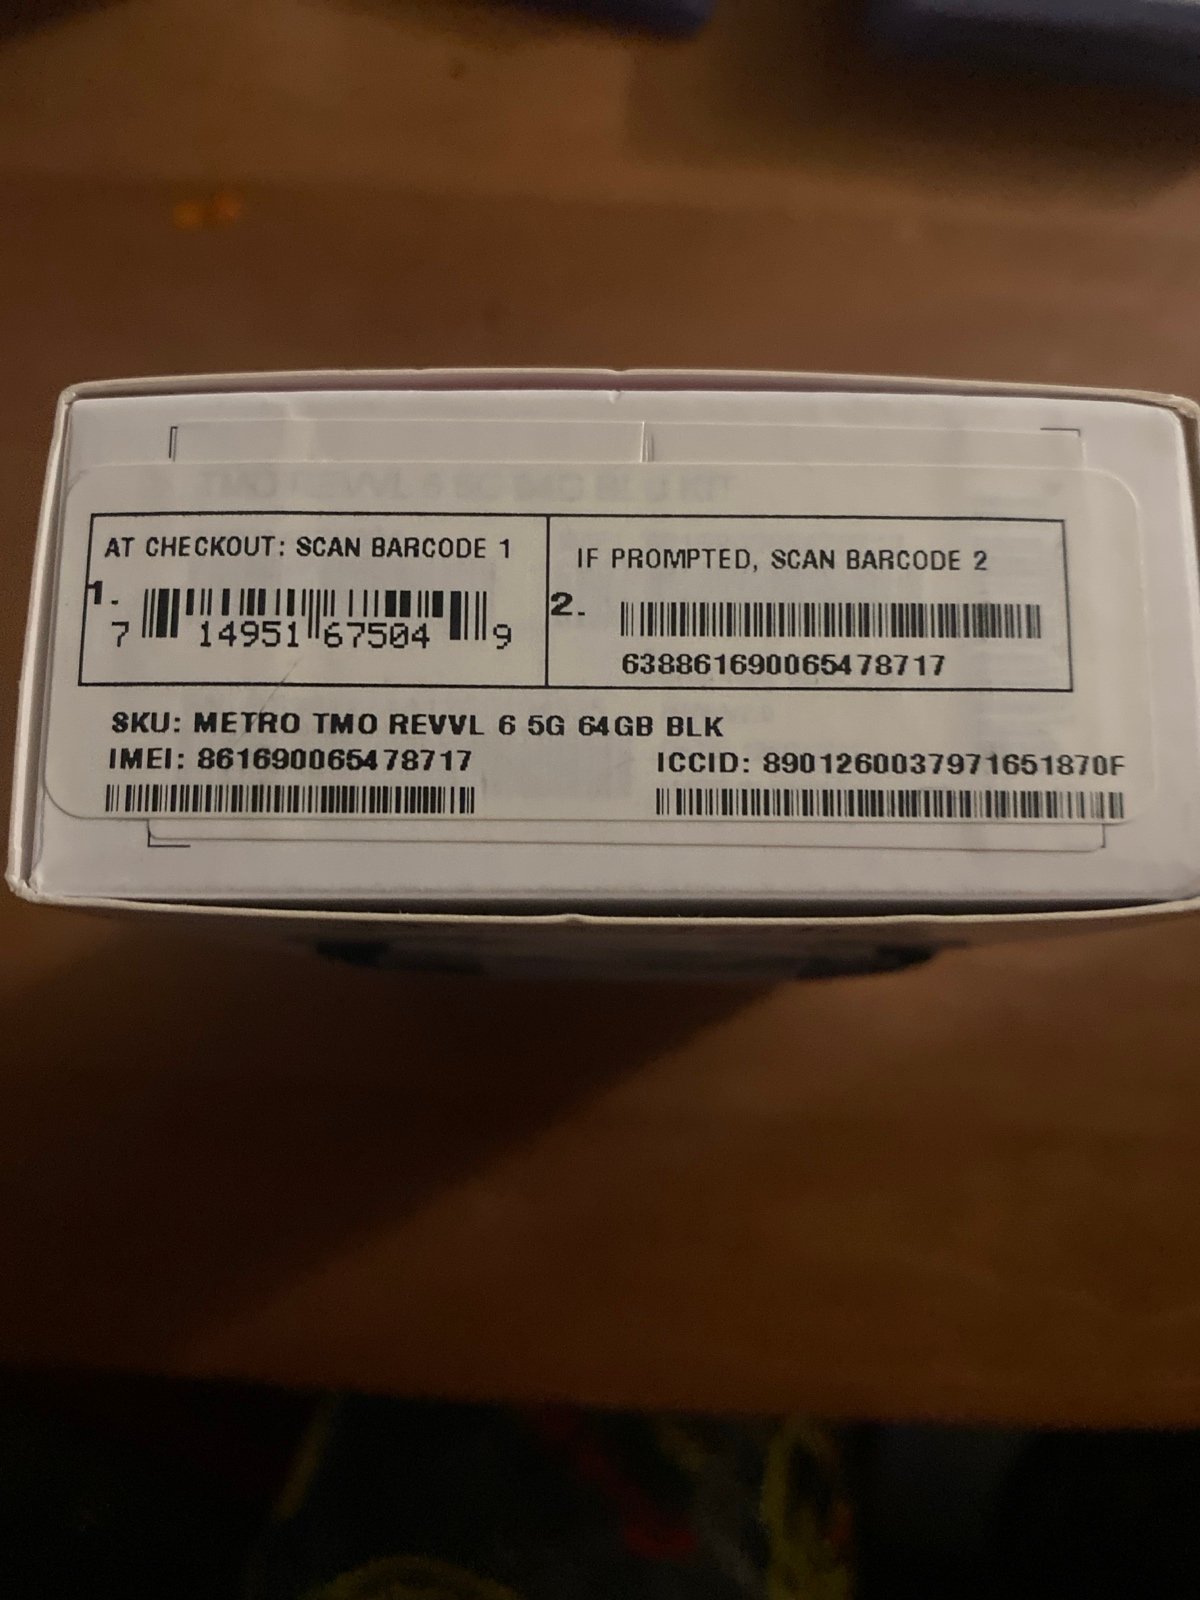 AT CHECKOUT: SCAN BARCODE 1
1.
7 14951 67504 9
IF PROMPTED, SCAN BARCODE 2
2.
638861690065478717
SKU: METRO TMO REVVL 6 5G 64GB BLK
IMEI: 861690065478717
ICCID: 8901260037971651870F